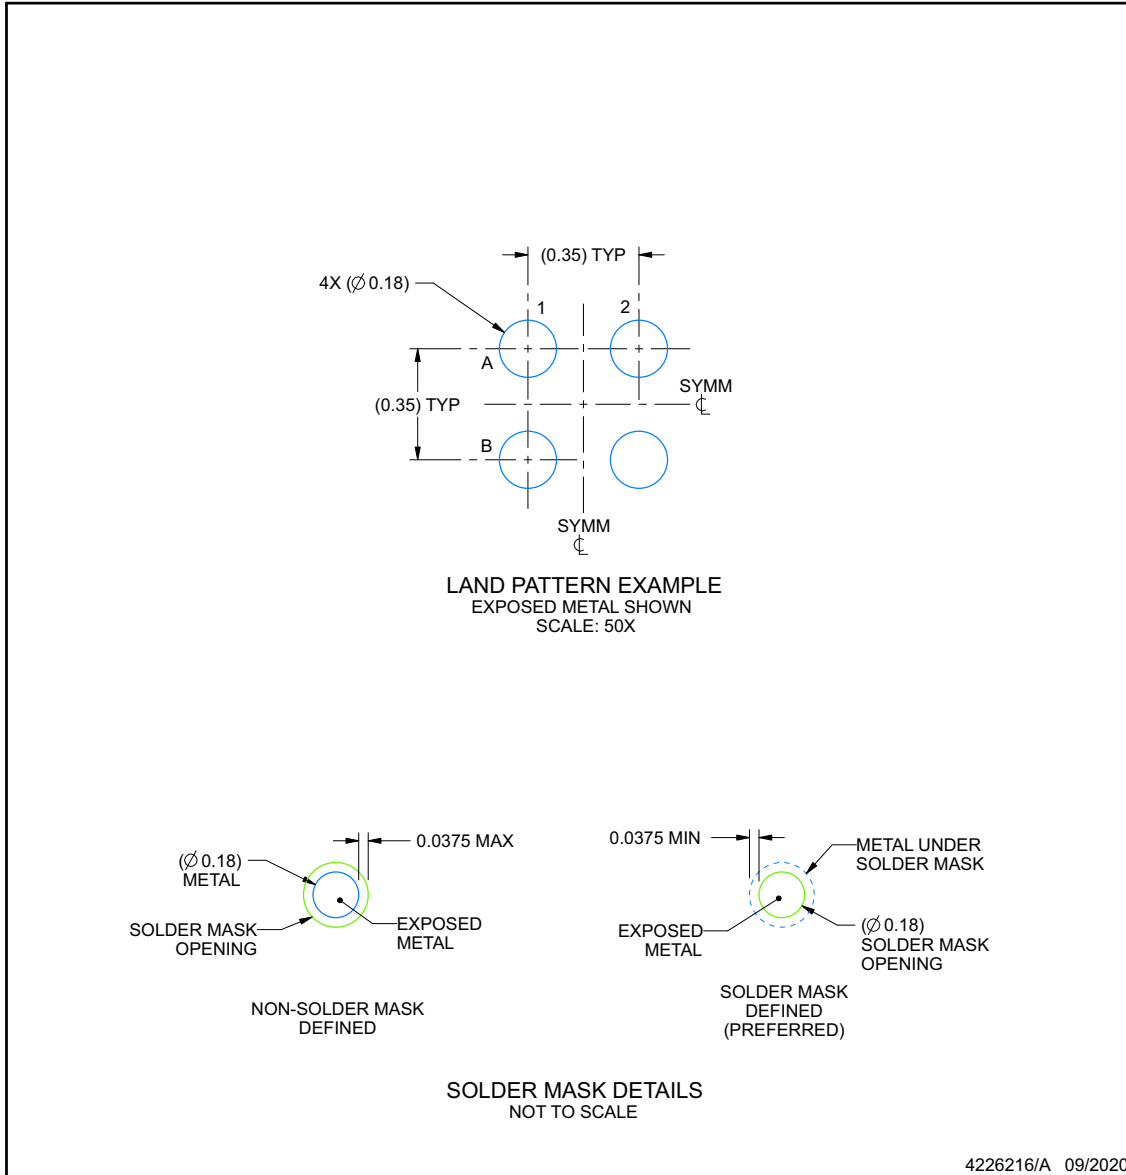 (0.35) TYP
4X (∅ 0.18)
1
2
A
SYMM
℄
(0.35) TYP
B
SYMM
℄
LAND PATTERN EXAMPLE
EXPOSED METAL SHOWN
SCALE: 50X
0.0375 MAX
(∅ 0.18)
METAL
SOLDER MASK
OPENING
EXPOSED
METAL
NON-SOLDER MASK
DEFINED
0.0375 MIN
METAL UNDER
SOLDER MASK
EXPOSED
METAL
(∅ 0.18)
SOLDER MASK
OPENING
SOLDER MASK
DEFINED
(PREFERRED)
SOLDER MASK DETAILS
NOT TO SCALE
4226216/A 09/2020